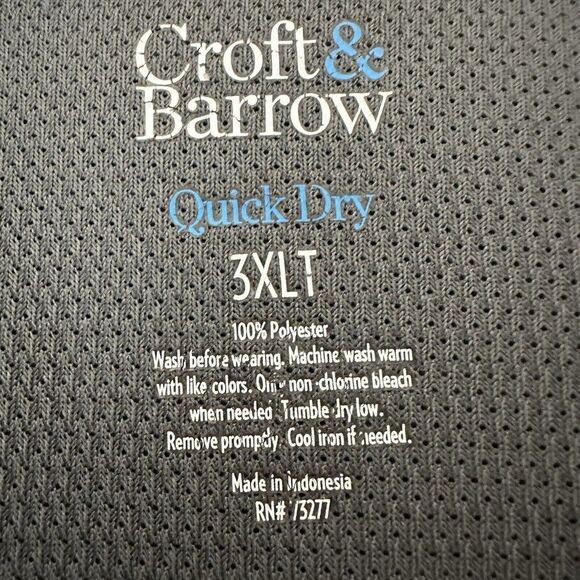 Croft&
Barrow
Quick Dry
3XLT
100% Polyester
Wash before wearing. Machine wash warm
with like colors. Only non-chlorine bleach
when needed. Tumble dry low.
Remove promptly. Cool iron if needed.
Made in Indonesia
RN# 73277